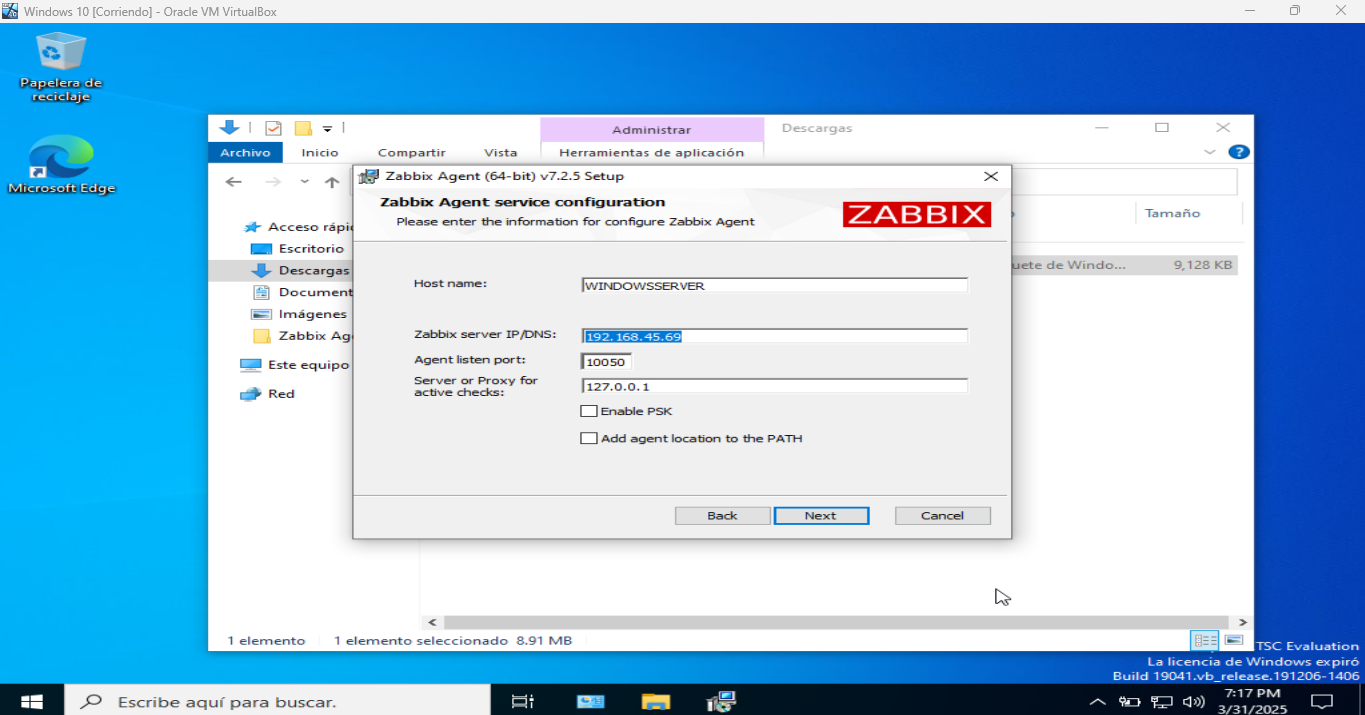 Windows 10 [Corriendo] - Oracle VM VirtualBox
Papelera de
reciclaje
Microsoft Edge
Administrar
Descargas
Archivo
Inicio
Compartir
Vista
Herramientas de aplicación
?
Zabbix Agent (64-bit) v7.2.5 Setup
Zabbix Agent service configuration
Please enter the information for configure Zabbix Agent
ZABBIX
Tamaño
uete de Windo...
9,128 KB
Acceso rápi
Escritorio
Descargas
Document
Imágenes
Zabbix Ag
Este equipo
Red
Host name:
WINDOWSSERVER
Zabbix server IP/DNS:
192.168.45.69
Agent listen port:
10050
Server or Proxy for
active checks:
127.0.0.1
Enable PSK
Add agent location to the PATH
Back
Next
Cancel
1 elemento
1 elemento seleccionado 8.91 MB
TSC Evaluation
La licencia de Windows expiró
Build 19041.vb_release.191206-1406
Escribe aquí para buscar.
7:17 PM
3/31/2025